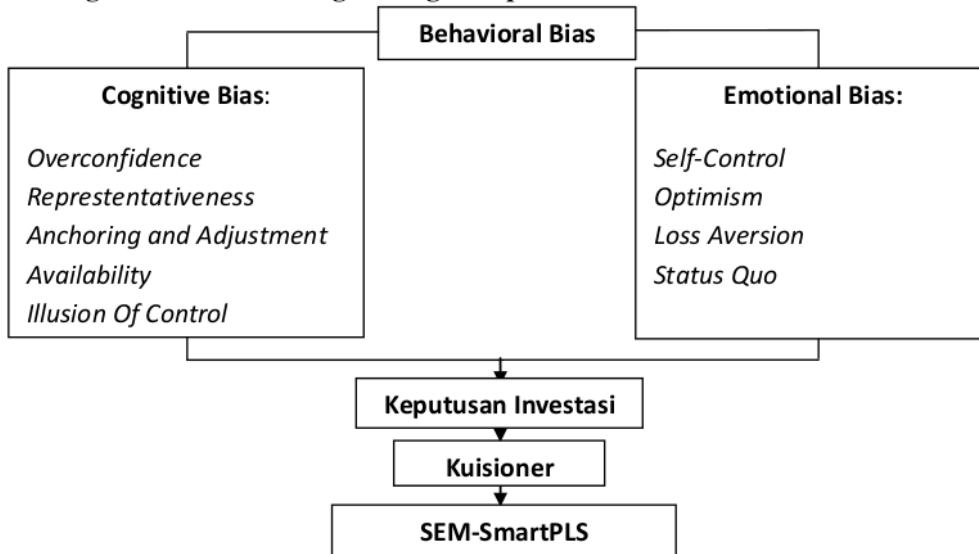 Behavioral Bias
Cognitive Bias:
Overconfidence
Represtentativeness
Anchoring and Adjustment
Availability
Illusion Of Control
Emotional Bias:
Self-Control
Optimism
Loss Aversion
Status Quo
Keputusan Investasi
Kuisioner
SEM-SmartPLS